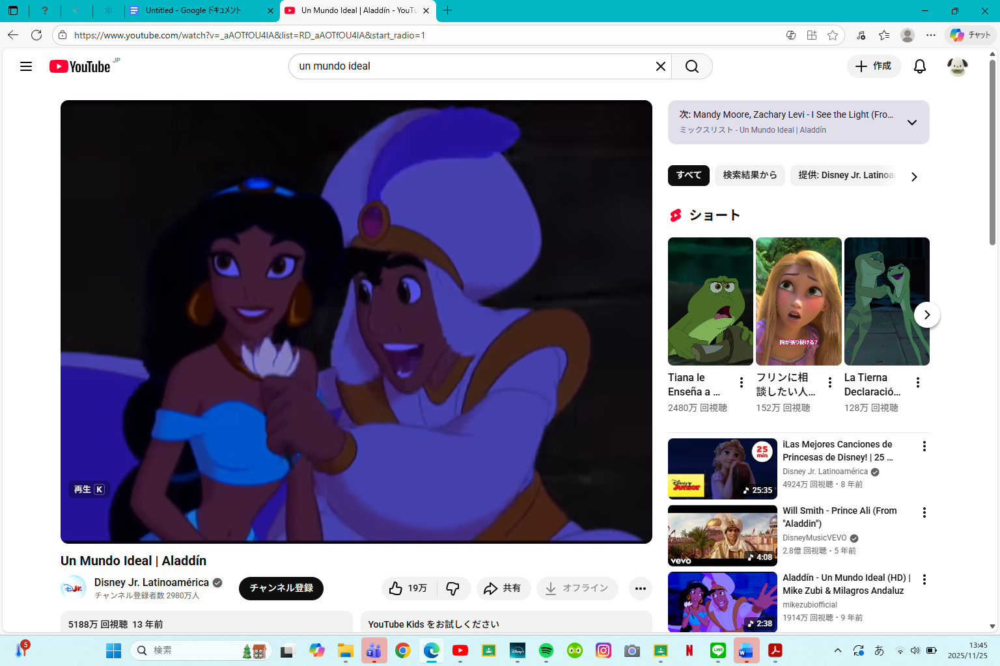 Untitled - Google ドキュメント
Un Mundo Ideal | Aladdín - YouTu
https://www.youtube.com/watch?v=_aAOTfOU4IA&list=RD_aAOTfOU4IA&start_radio=1
チャット
YouTube JP
un mundo ideal
作成
次: Mandy Moore, Zachary Levi - I See the Light (Fro...
ミックスリスト - Un Mundo Ideal | Aladdín
すべて
検索結果から
提供: Disney Jr. Latinoa
ショート
胸が張り裂ける?
Tiana le
Enseña a ...
2480万 回視聴
フリンに相
談したい人...
152万 回視聴
La Tierna
Declaració...
128万 回視聴
再生 K
25
min
Disney
Junior
25:35
¡Las Mejores Canciones de
Princesas de Disney! | 25 ...
Disney Jr. Latinoamérica
4924万 回視聴・8 年前
vevo
4:08
Will Smith - Prince Ali (From
"Aladdin")
DisneyMusicVEVO
2.8億 回視聴・5 年前
2:38
Aladdín - Un Mundo Ideal (HD) |
Mike Zubi & Milagros Andaluz
mikezubiofficial
1914万 回視聴・9 年前
Un Mundo Ideal | Aladdín
Disney Jr.
Disney Jr. Latinoamérica
チャンネル登録者数 2980万人
チャンネル登録
19万
共有
オフライン
5188万 回視聴 13 年前
YouTube Kids をお試しください
5
検索
Disney+
N
LINE
W
あ
13:45
2025/11/25